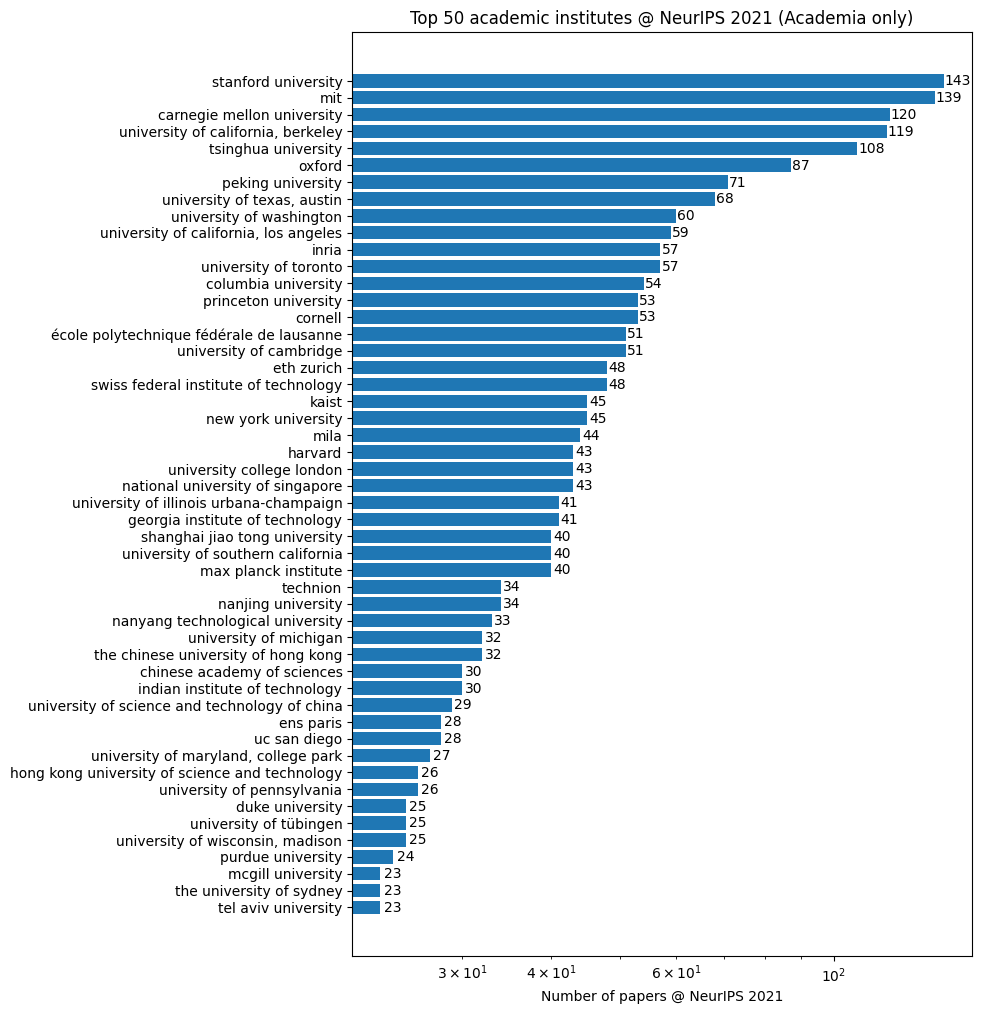 Top 50 academic institutes @ NeurIPS 2021 (Academia only)
stanford university 143
mit 139
carnegie mellon university 120
university of california, berkeley 119
tsinghua university 108
oxford 87
peking university 71
university of texas, austin 68
university of washington 60
university of california, los angeles 59
inria 57
university of toronto 57
columbia university 54
princeton university 53
cornell 53
école polytechnique fédérale de lausanne 51
university of cambridge 51
eth zurich 48
swiss federal institute of technology 48
kaist 45
new york university 45
mila 44
harvard 43
university college london 43
national university of singapore 43
university of illinois urbana-champaign 41
georgia institute of technology 41
shanghai jiao tong university 40
university of southern california 40
max planck institute 40
technion 34
nanjing university 34
nanyang technological university 33
university of michigan 32
the chinese university of hong kong 32
chinese academy of sciences 30
indian institute of technology 30
university of science and technology of china 29
ens paris 28
uc san diego 28
university of maryland, college park 27
hong kong university of science and technology 26
university of pennsylvania 26
duke university 25
university of tübingen 25
university of wisconsin, madison 25
purdue university 24
mcgill university 23
the university of sydney 23
tel aviv university 23
3 × 10¹ 4 × 10¹ 6 × 10¹ 10²
Number of papers @ NeurIPS 2021